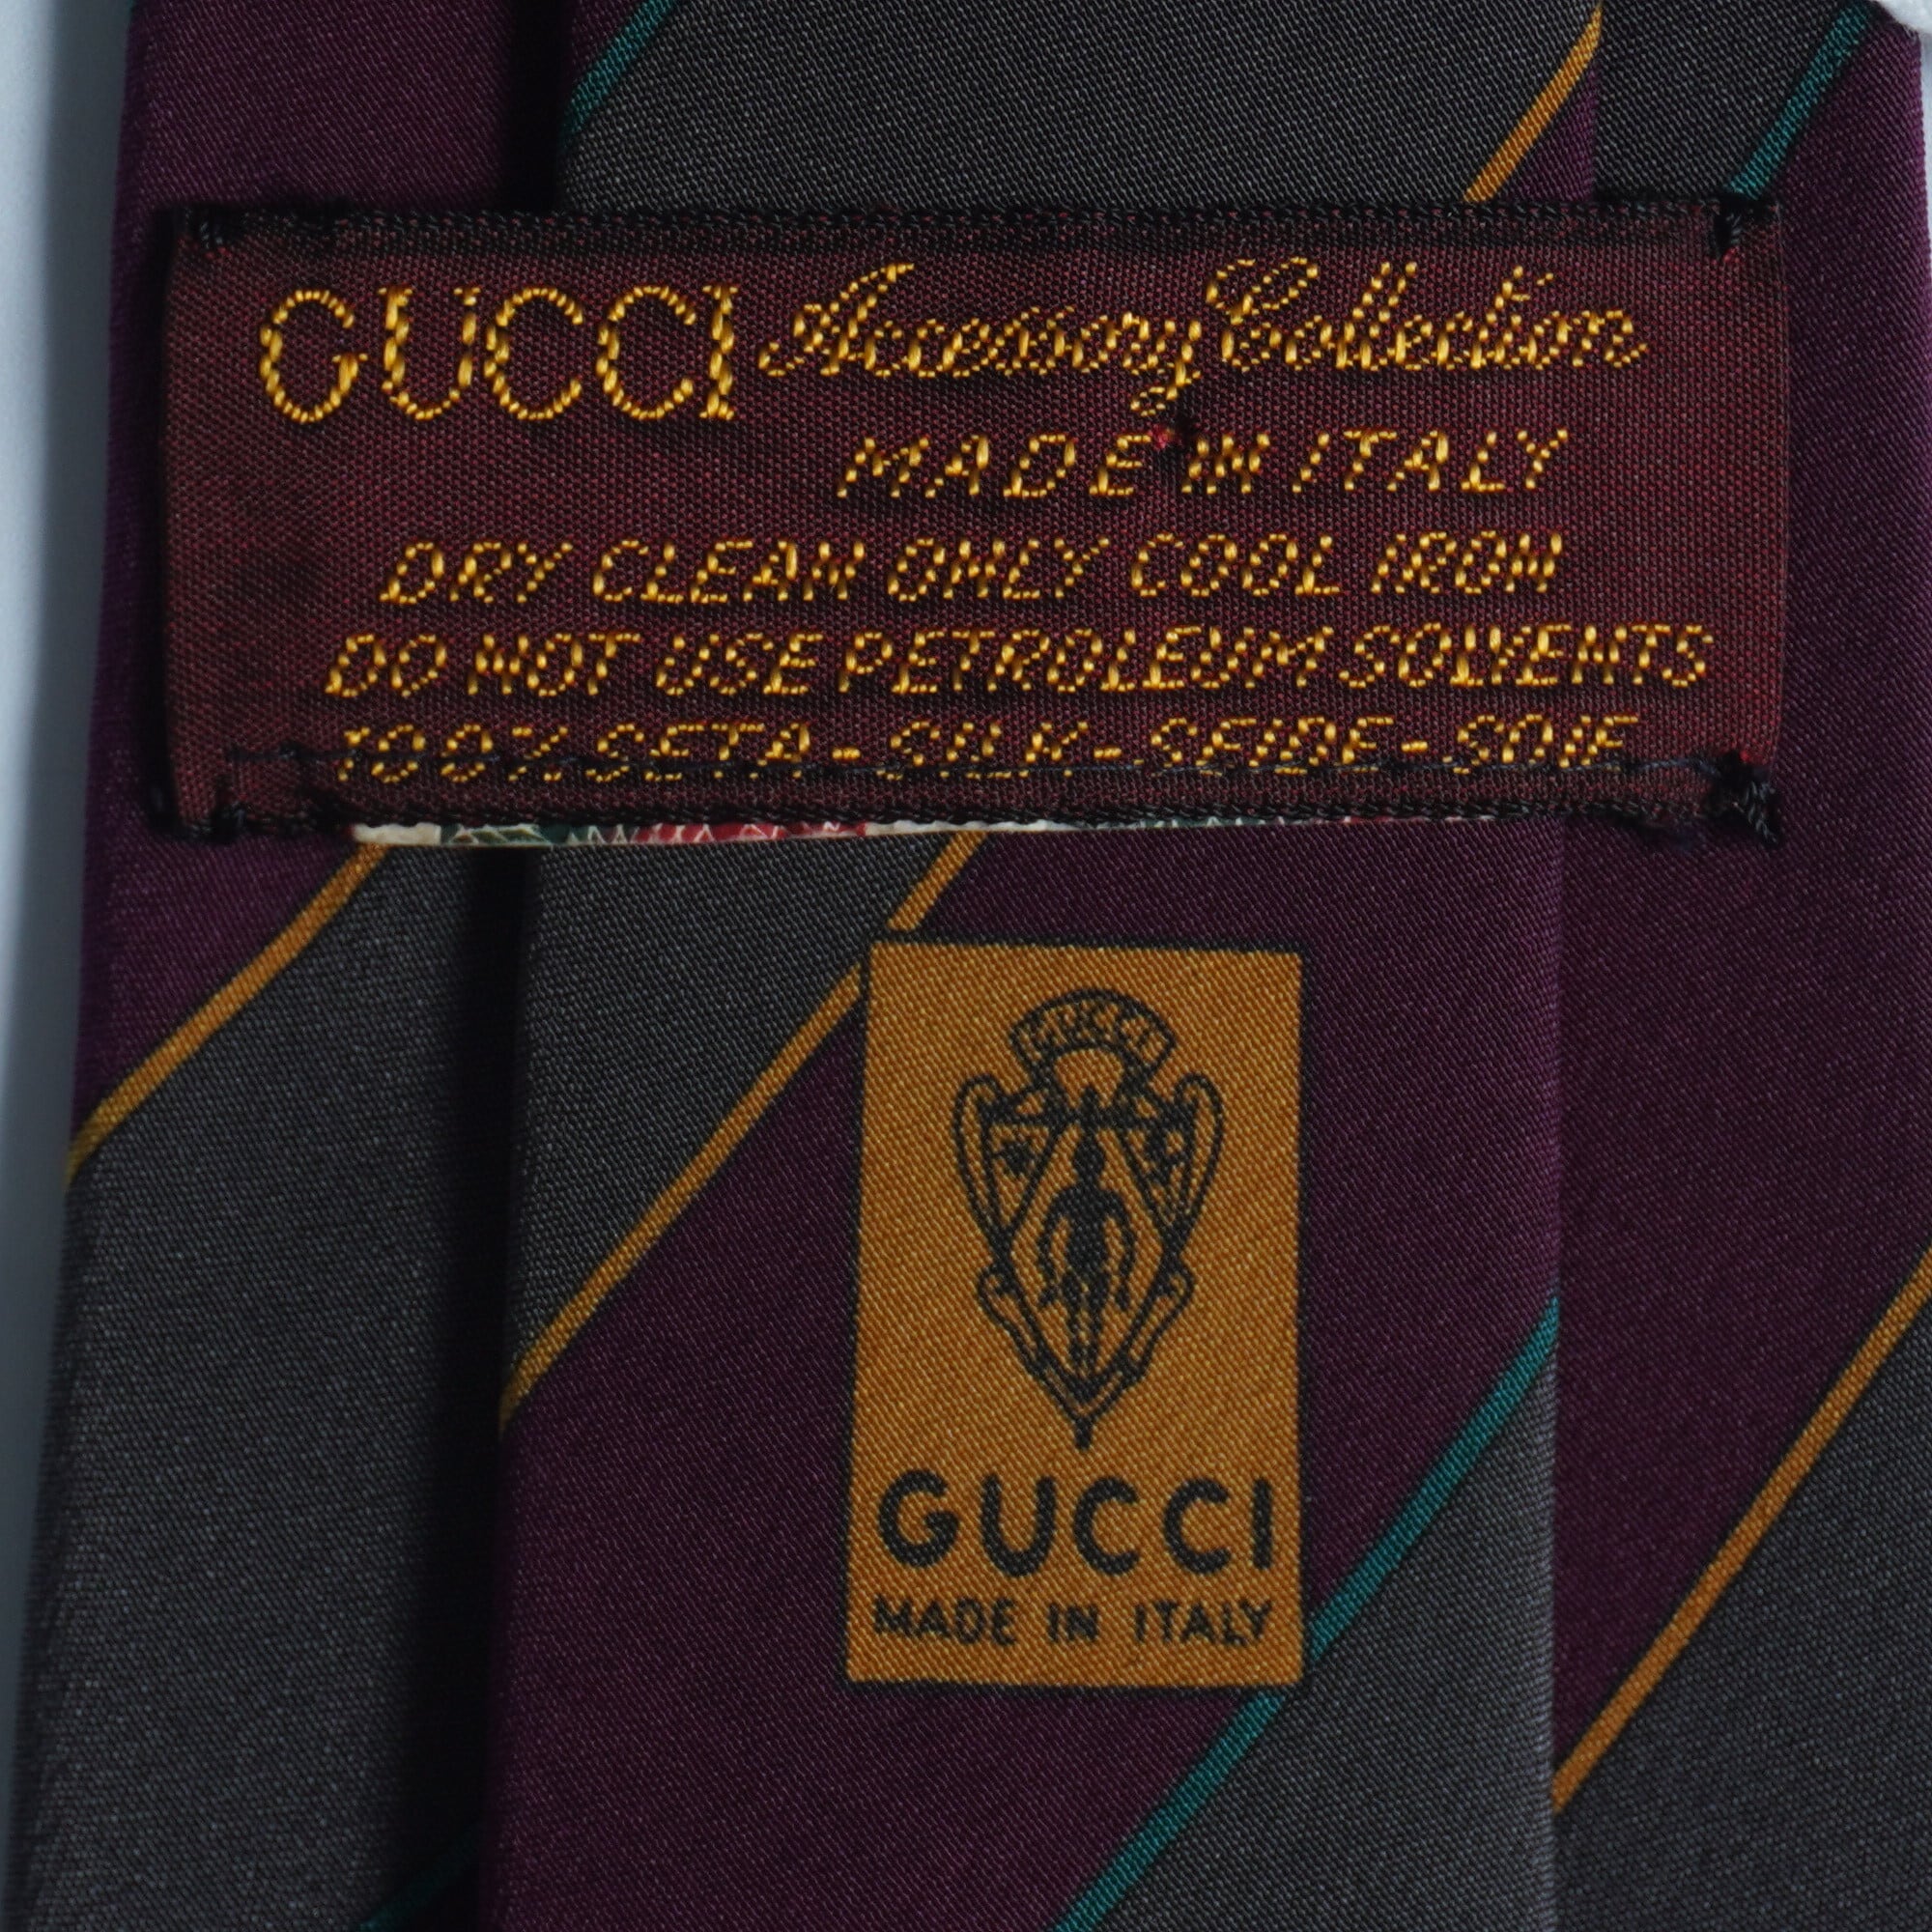 GUCCI Accessory Collection
MADE IN ITALY
DRY CLEAN ONLY COOL IRON
DO NOT USE PETROLEUM SOLVENTS
100% SETA - SILK - SEIDE - SOIE
GUCCI
GUCCI
MADE IN ITALY